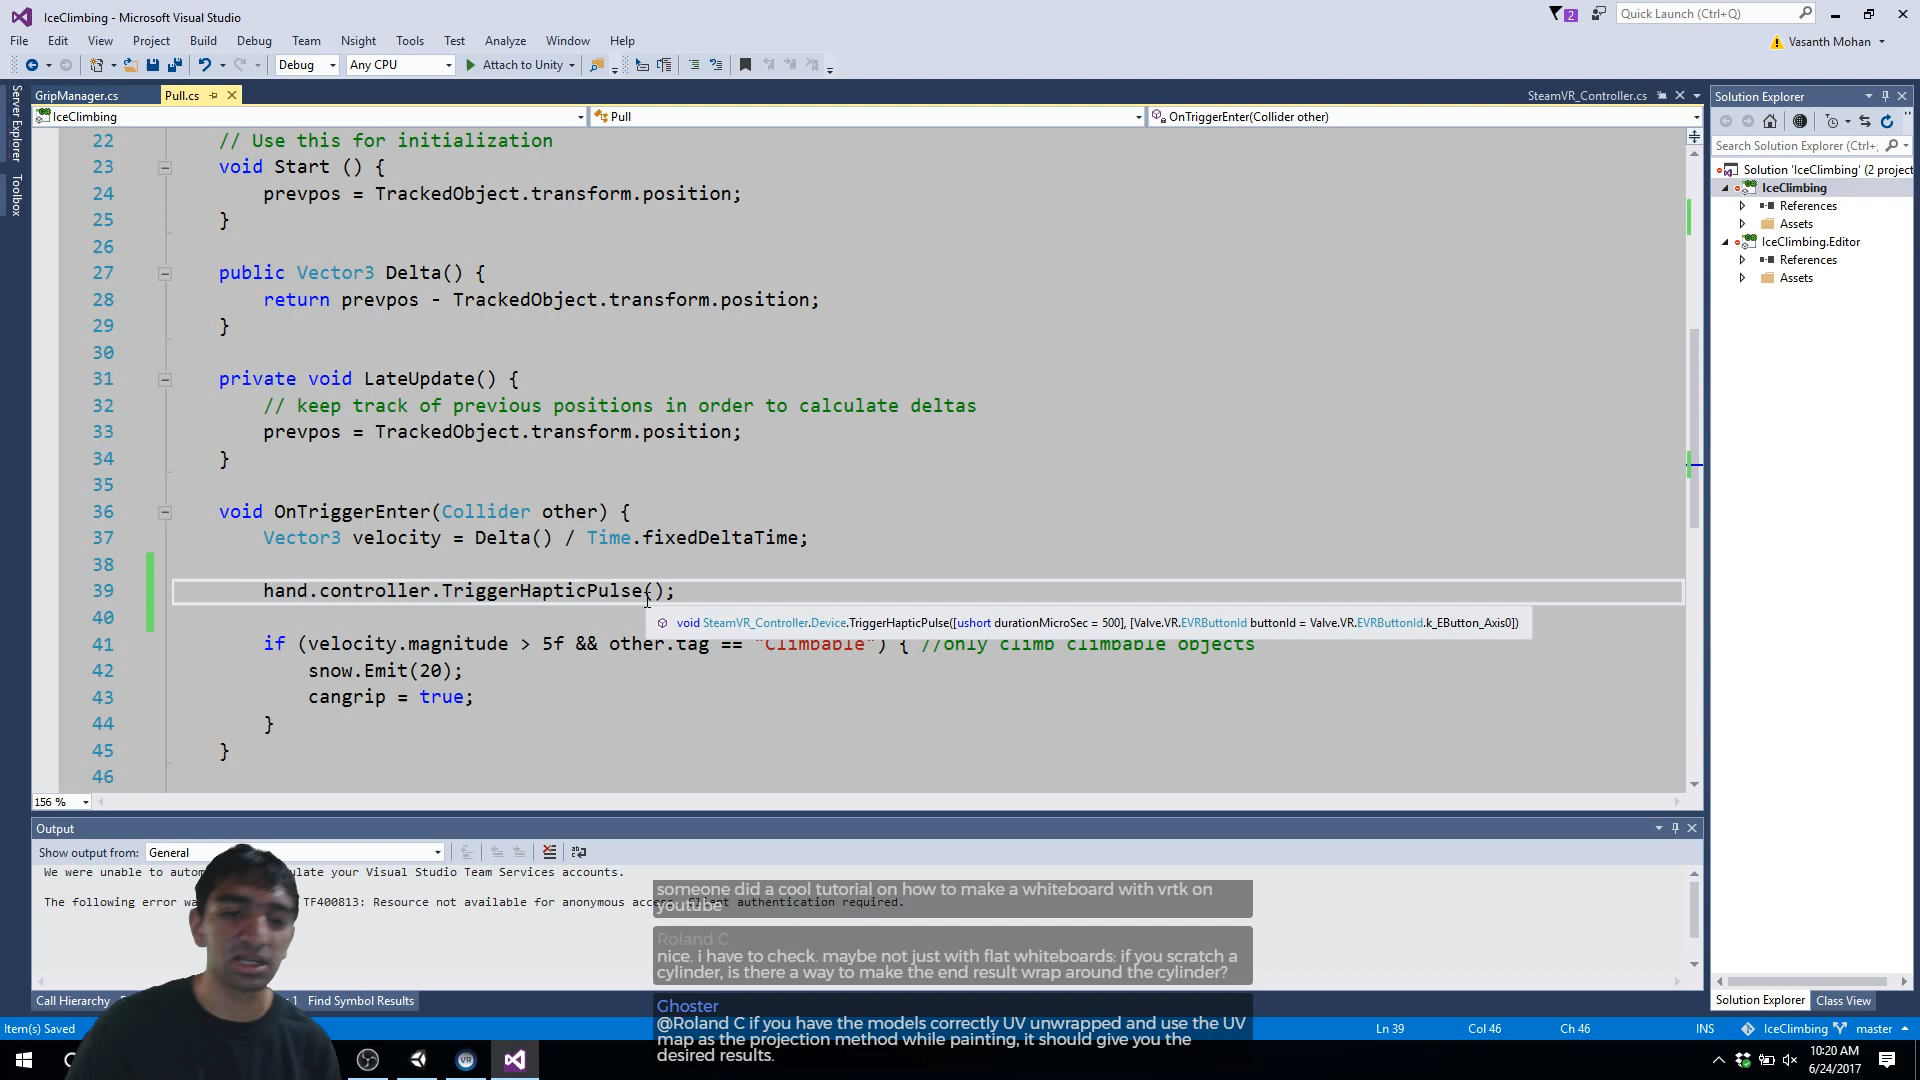 IceClimbing - Microsoft Visual Studio
2
Quick Launch (Ctrl+Q)
File Edit View Project Build Debug Team Nsight Tools Test Analyze Window Help
Vasanth Mohan
Debug Any CPU Attach to Unity
Server Explorer
Toolbox
GripManager.cs Pull.cs SteamVR_Controller.cs
IceClimbing Pull OnTriggerEnter(Collider other)
22 // Use this for initialization
23 void Start () {
24 prevpos = TrackedObject.transform.position;
25 }
26
27 public Vector3 Delta() {
28 return prevpos - TrackedObject.transform.position;
29 }
30
31 private void LateUpdate() {
32 // keep track of previous positions in order to calculate deltas
33 prevpos = TrackedObject.transform.position;
34 }
35
36 void OnTriggerEnter(Collider other) {
37 Vector3 velocity = Delta() / Time.fixedDeltaTime;
38
39 hand.controller.TriggerHapticPulse();
40
void SteamVR_Controller.Device.TriggerHapticPulse([ushort durationMicroSec = 500], [Valve.VR.EVRButtonId buttonId = Valve.VR.EVRButtonId.k_EButton_Axis0])
41 if (velocity.magnitude > 5f && other.tag == "Climbable") { //only climb climbable objects
42 snow.Emit(20);
43 cangrip = true;
44 }
45 }
46
156 %
Solution Explorer
Search Solution Explorer (Ctrl+;
Solution 'IceClimbing' (2 project
IceClimbing
References
Assets
IceClimbing.Editor
References
Assets
Solution Explorer Class View
Output
Show output from: General
We were unable to your Visual Studio Team Services accounts.
The following error TF400813: Resource not available for anonymous authentication required.
Call Hierarchy Find Symbol Results
someone did a cool tutorial on how to make a whiteboard with vrtk on
youtube
Roland C
nice. i have to check. maybe not just with flat whiteboards: if you scratch a
cylinder, is there a way to make the end result wrap around the cylinder?
Ghoster
@Roland C if you have the models correctly UV unwrapped and use the UV
map as the projection method while painting, it should give you the
desired results.
Item(s) Saved Ln 39 Col 46 Ch 46 INS IceClimbing master
10:20 AM
6/24/2017